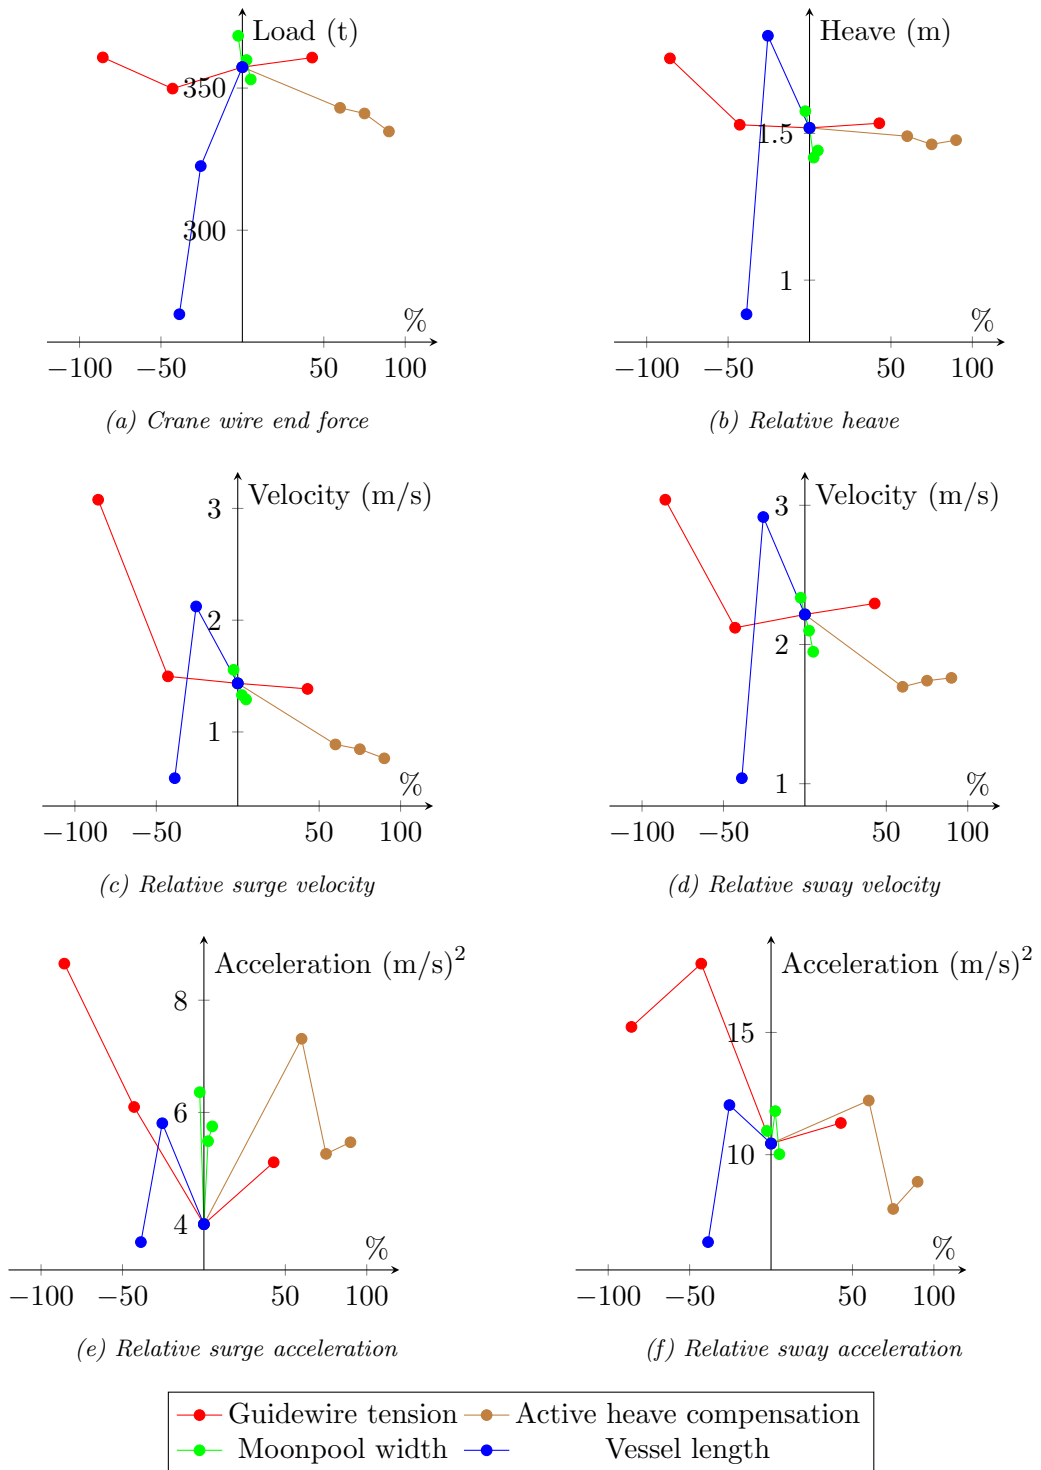 Load (t)
350
300
%
−100 −50 50 100
(a) Crane wire end force
Heave (m)
1.5
1
%
−100 −50 50 100
(b) Relative heave
Velocity (m/s)
3
2
1
%
−100 −50 50 100
(c) Relative surge velocity
Velocity (m/s)
3
2
1
%
−100 −50 50 100
(d) Relative sway velocity
Acceleration (m/s)²
8
6
4
%
−100 −50 50 100
(e) Relative surge acceleration
Acceleration (m/s)²
15
10
%
−100 −50 50 100
(f) Relative sway acceleration
Guidewire tension Active heave compensation
Moonpool width Vessel length